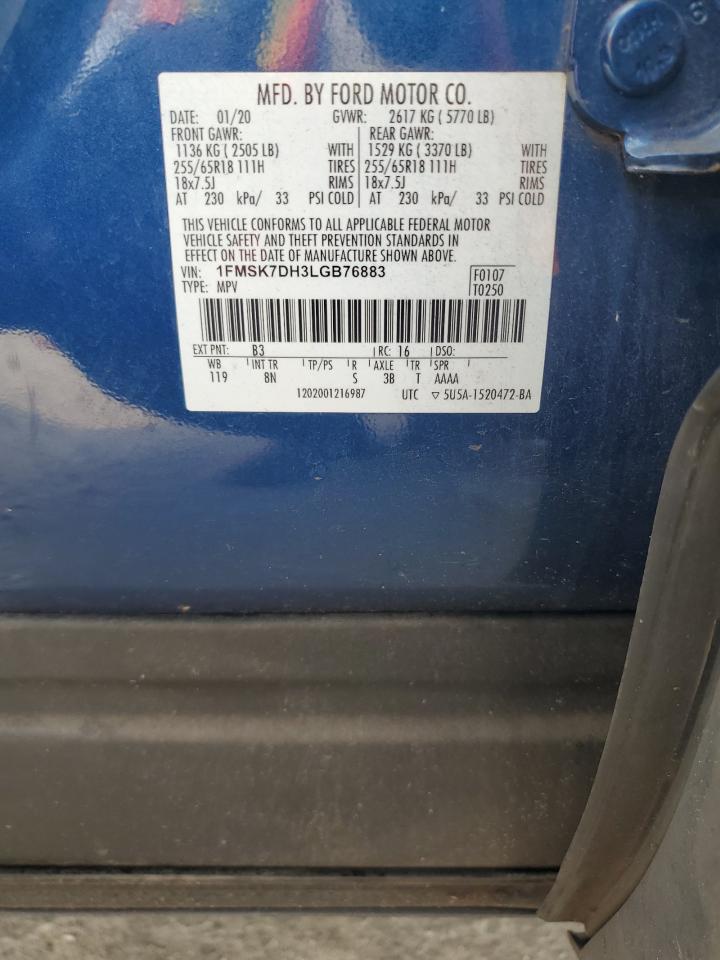 MFD. BY FORD MOTOR CO.
DATE: 01/20 GVWR: 2617 KG ( 5770 LB)
FRONT GAWR: REAR GAWR:
1136 KG ( 2505 LB) WITH 1529 KG ( 3370 LB) WITH
255/65R18 111H TIRES 255/65R18 111H TIRES
18x7.5J RIMS 18x7.5J RIMS
AT 230 kPa/ 33 PSI COLD AT 230 kPa/ 33 PSI COLD
THIS VEHICLE CONFORMS TO ALL APPLICABLE FEDERAL MOTOR
VEHICLE SAFETY AND THEFT PREVENTION STANDARDS IN
EFFECT ON THE DATE OF MANUFACTURE SHOWN ABOVE.
VIN: 1FMSK7DH3LGB76883 F0107
TYPE: MPV T0250
EXT PNT: B3 RC: 16 DSO:
WB INT TR TP/PS R AXLE TR SPR
119 8N S 3B T AAAA
1202001216987 UTC ▽ 5U5A-1520472-BA